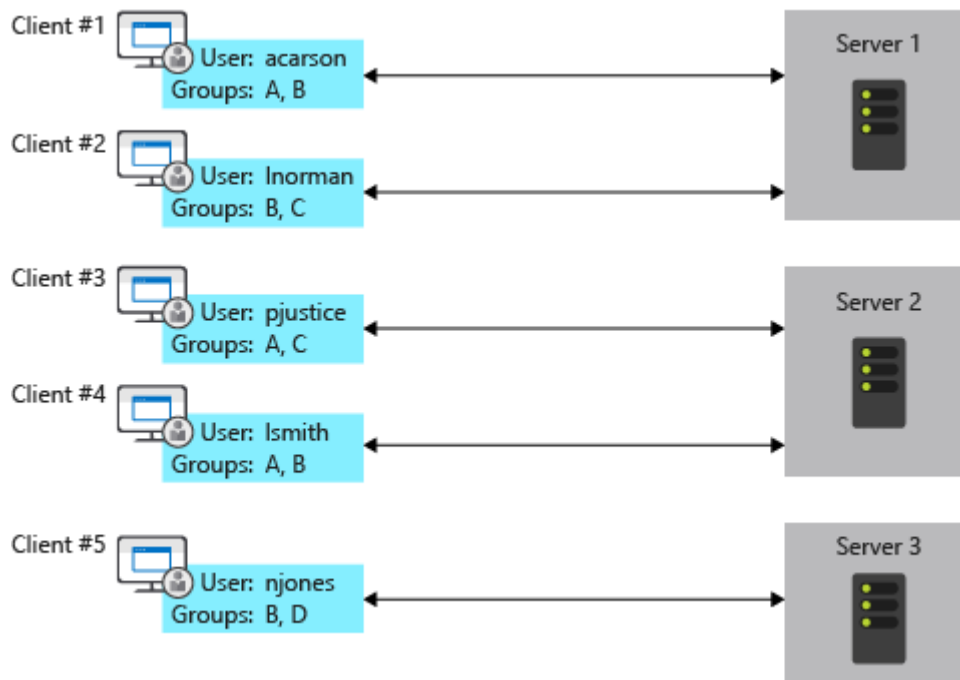 Client #1
User: acarson
Groups: A, B
Server 1
Client #2
User: lnorman
Groups: B, C
Client #3
User: pjustice
Groups: A, C
Server 2
Client #4
User: lsmith
Groups: A, B
Client #5
User: njones
Groups: B, D
Server 3